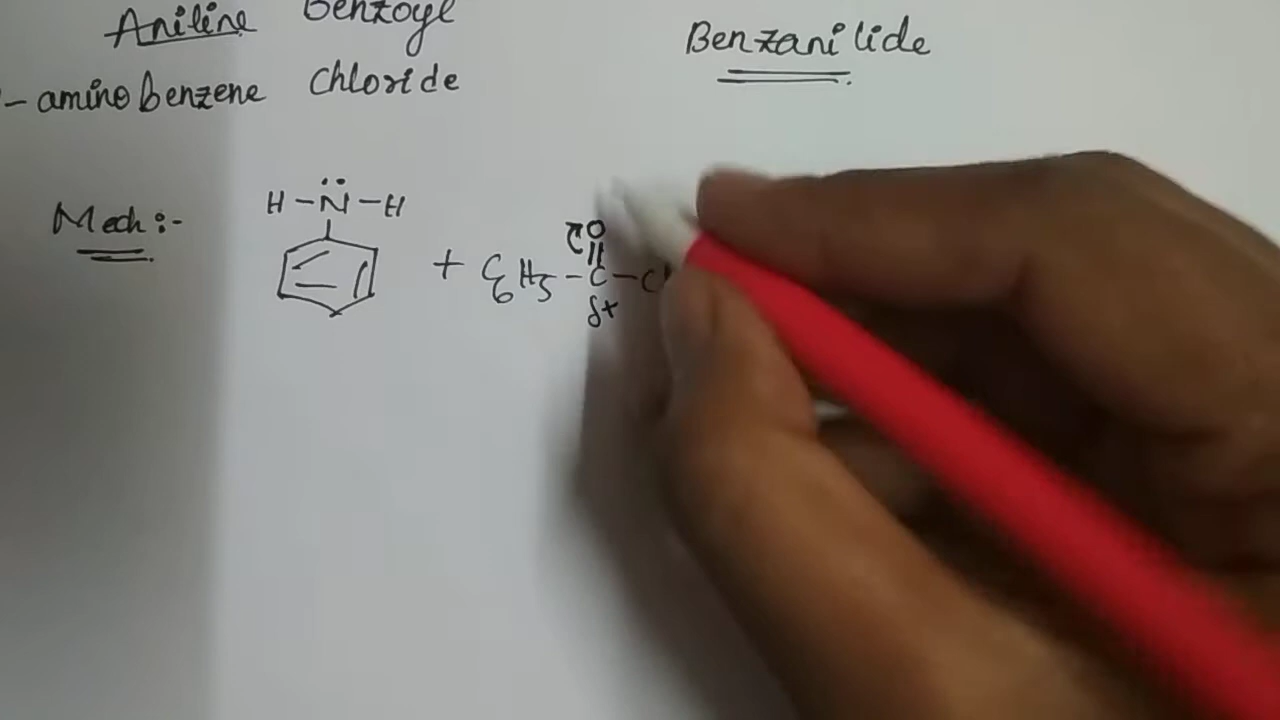 Aniline Benzoyl
- aminobenzene Chloride
Benzanilide
Mech :-
H - N - H
+ C6H5 - C - C
O
δ+